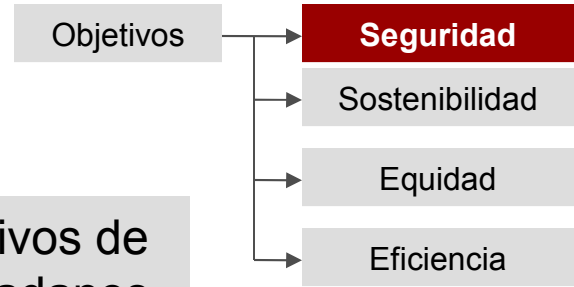 Objetivos
Seguridad
Sostenibilidad
Equidad
Eficiencia
ivos de